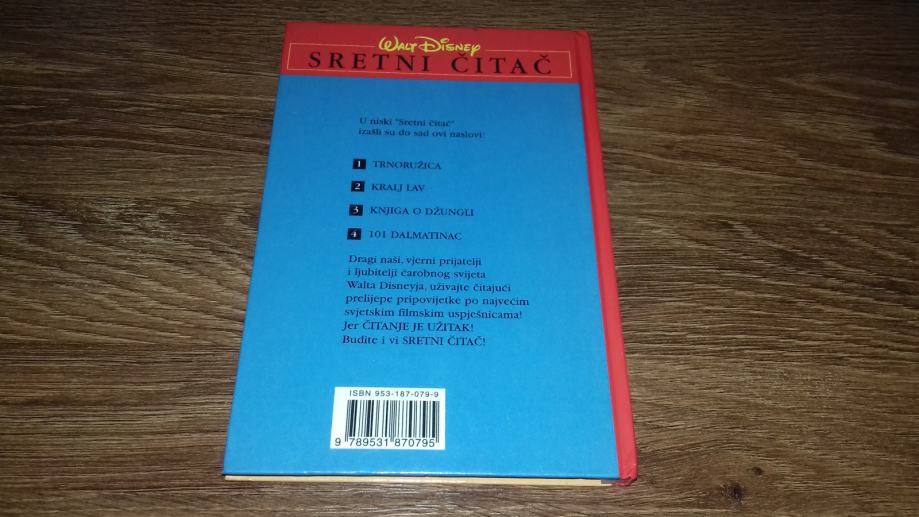 WALT DISNEY
SRETNI ČITAČ
U niski "Sretni čitač"
izašli su do sad ovi naslovi:
1 TRNORUŽICA
2 KRALJ LAV
3 KNJIGA O DŽUNGLI
4 101 DALMATINAC
Dragi naši, vjerni prijatelji
i ljubitelji čarobnog svijeta
Walta Disneyja, uživajte čitajući
prelijepe pripovijetke po najvećim
svjetskim filmskim uspješnicama!
Jer ČITANJE JE UŽITAK!
Budite i vi SRETNI ČITAČ!
ISBN 953-187-079-9
9 789531 870795